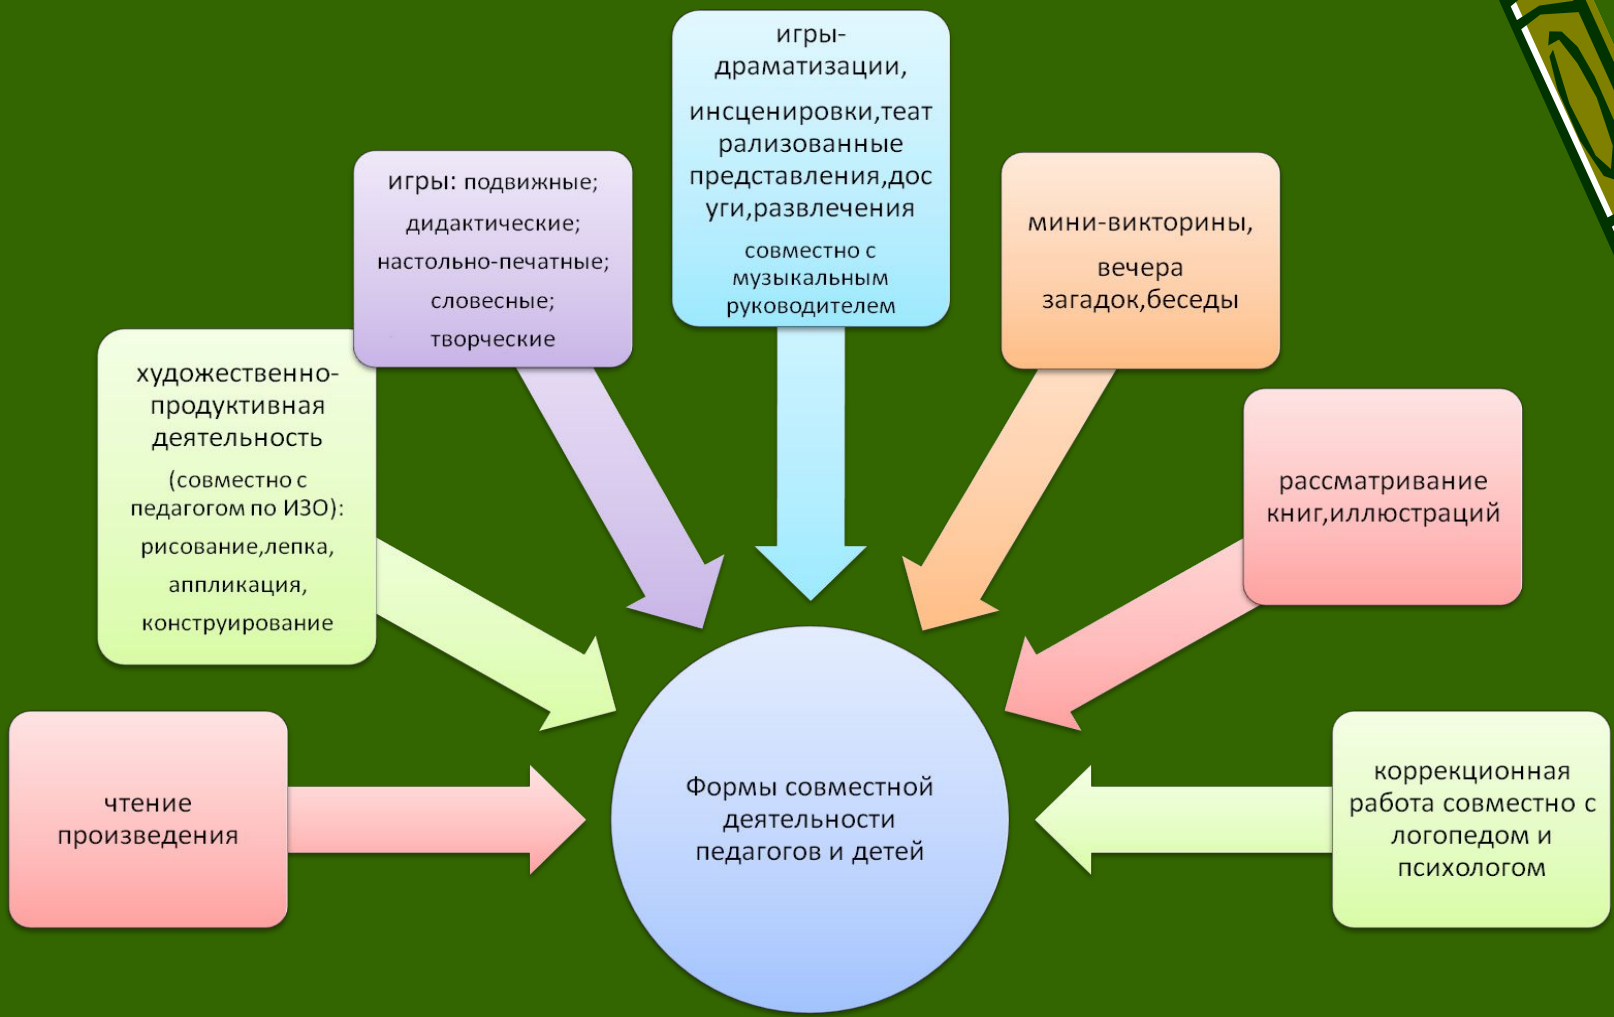 чтение
произведения
художественно-
продуктивная
деятельность
(совместно с
педагогом по ИЗО):
рисование,лепка,
аппликация,
конструирование
игры: подвижные;
дидактические;
настольно-печатные;
словесные;
творческие
игры-
драматизации,
инсценировки,теат
рализованные
представления,дос
уги,развлечения
совместно с
музыкальным
руководителем
мини-викторины,
вечера
загадок,беседы
рассматривание
книг,иллюстраций
коррекционная
работа совместно с
логопедом и
психологом
Формы совместной
деятельности
педагогов и детей